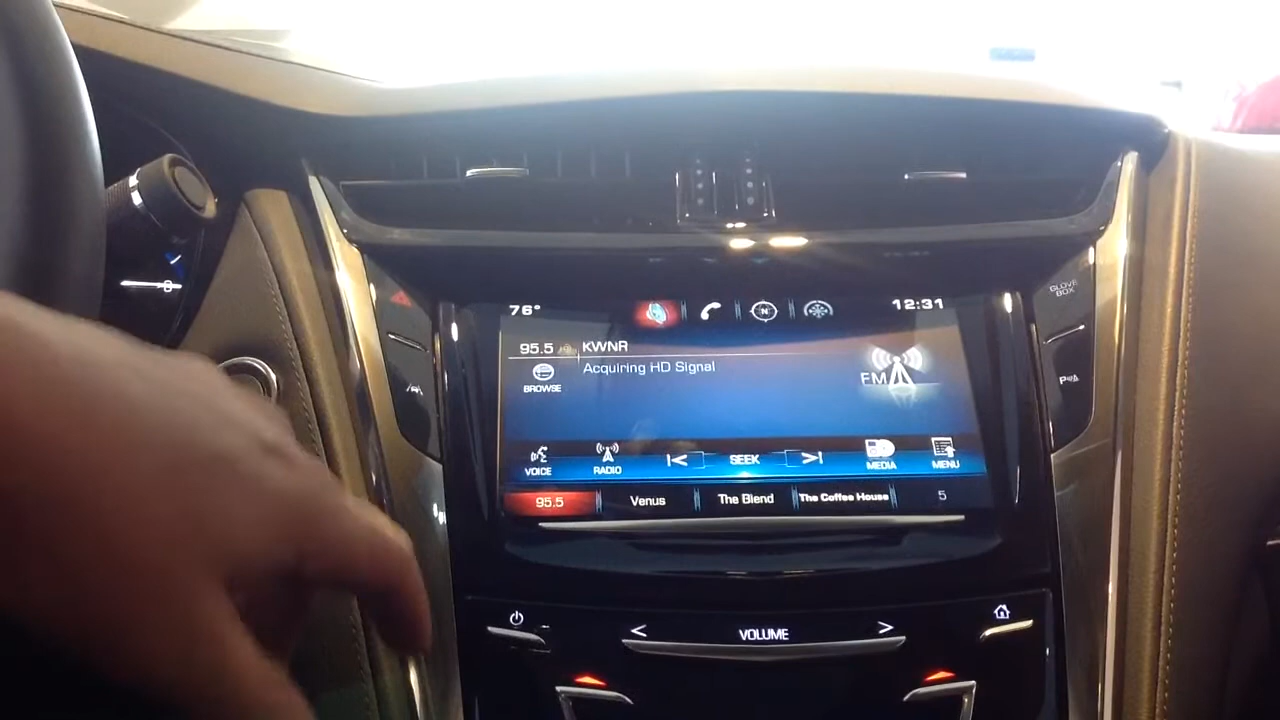 76°
12:31
95.5
KWNR
Acquiring HD Signal
FM
BROWSE
VOICE
RADIO
SEEK
MEDIA
MENU
95.5
Venus
The Blend
The Coffee House
5
GLOVE
BOX
VOLUME
N